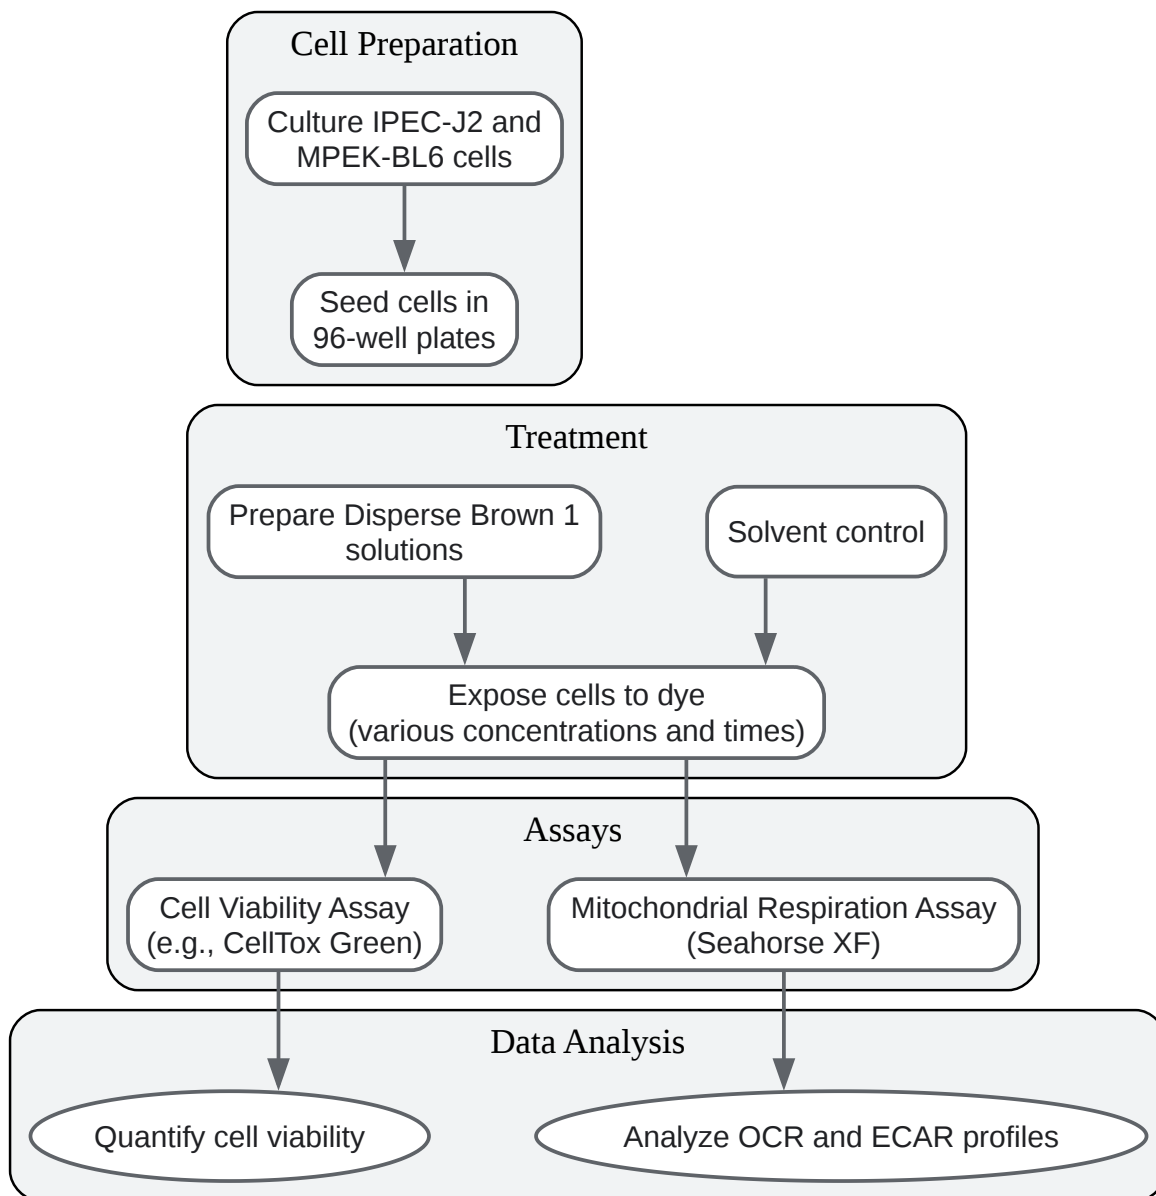 Cell Preparation
Culture IPEC-J2 and
MPEK-BL6 cells
Seed cells in
96-well plates
Treatment
Prepare Disperse Brown 1
solutions
Solvent control
Expose cells to dye
(various concentrations and times)
Assays
Cell Viability Assay
(e.g., CellTox Green)
Mitochondrial Respiration Assay
(Seahorse XF)
Data Analysis
Quantify cell viability
Analyze OCR and ECAR profiles